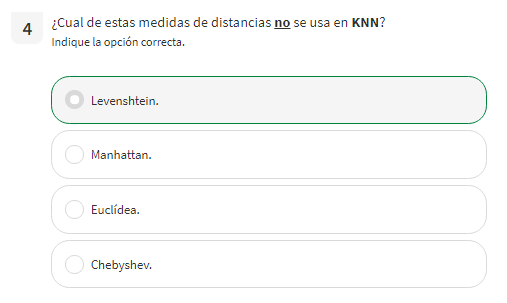 4
¿Cual de estas medidas de distancias no se usa en KNN?
Indique la opción correcta.
Levenshtein.
Manhattan.
Euclídea.
Chebyshev.